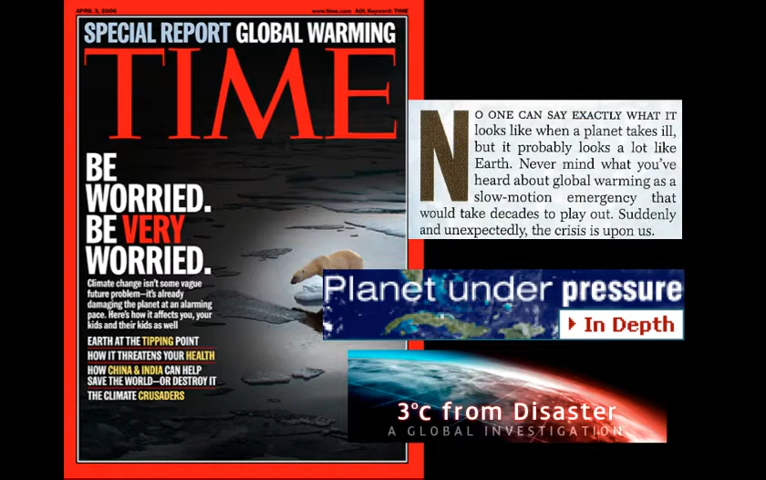 APRIL 3, 2006 www.time.com AOL Keyword: TIME
SPECIAL REPORT GLOBAL WARMING
TIME
BE
WORRIED.
BE VERY
WORRIED.
Climate change isn't some vague
future problem—it's already
damaging the planet at an alarming
pace. Here's how it affects you, your
kids and their kids as well
EARTH AT THE TIPPING POINT
HOW IT THREATENS YOUR HEALTH
HOW CHINA & INDIA CAN HELP
SAVE THE WORLD—OR DESTROY IT
THE CLIMATE CRUSADERS
NO ONE CAN SAY EXACTLY WHAT IT
looks like when a planet takes ill,
but it probably looks a lot like
Earth. Never mind what you've
heard about global warming as a
slow-motion emergency that
would take decades to play out. Suddenly
and unexpectedly, the crisis is upon us.
Planet under pressure
In Depth
3°c from Disaster
A GLOBAL INVESTIGATION